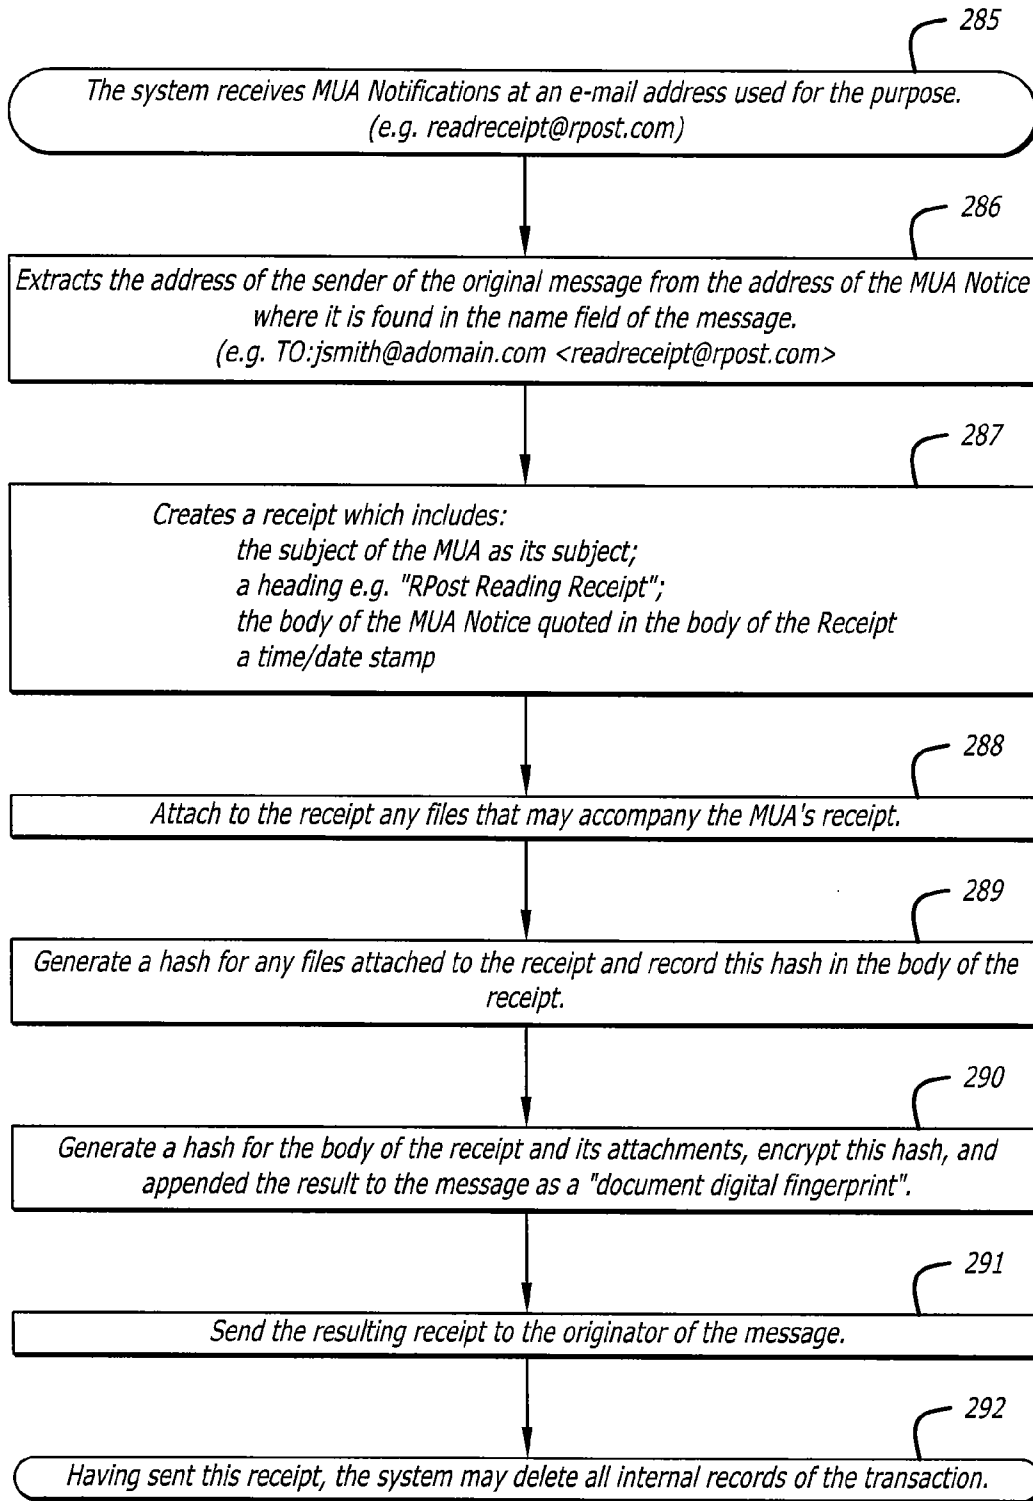 285
The system receives MUA Notifications at an e-mail address used for the purpose.
(e.g. readreceipt@rpost.com)
286
Extracts the address of the sender of the original message from the address of the MUA Notice
where it is found in the name field of the message.
(e.g. TO:jsmith@adomain.com <readreceipt@rpost.com>
287
Creates a receipt which includes:
the subject of the MUA as its subject;
a heading e.g. "RPost Reading Receipt";
the body of the MUA Notice quoted in the body of the Receipt
a time/date stamp
288
Attach to the receipt any files that may accompany the MUA's receipt.
289
Generate a hash for any files attached to the receipt and record this hash in the body of the
receipt.
290
Generate a hash for the body of the receipt and its attachments, encrypt this hash, and
appended the result to the message as a "document digital fingerprint".
291
Send the resulting receipt to the originator of the message.
292
Having sent this receipt, the system may delete all internal records of the transaction.